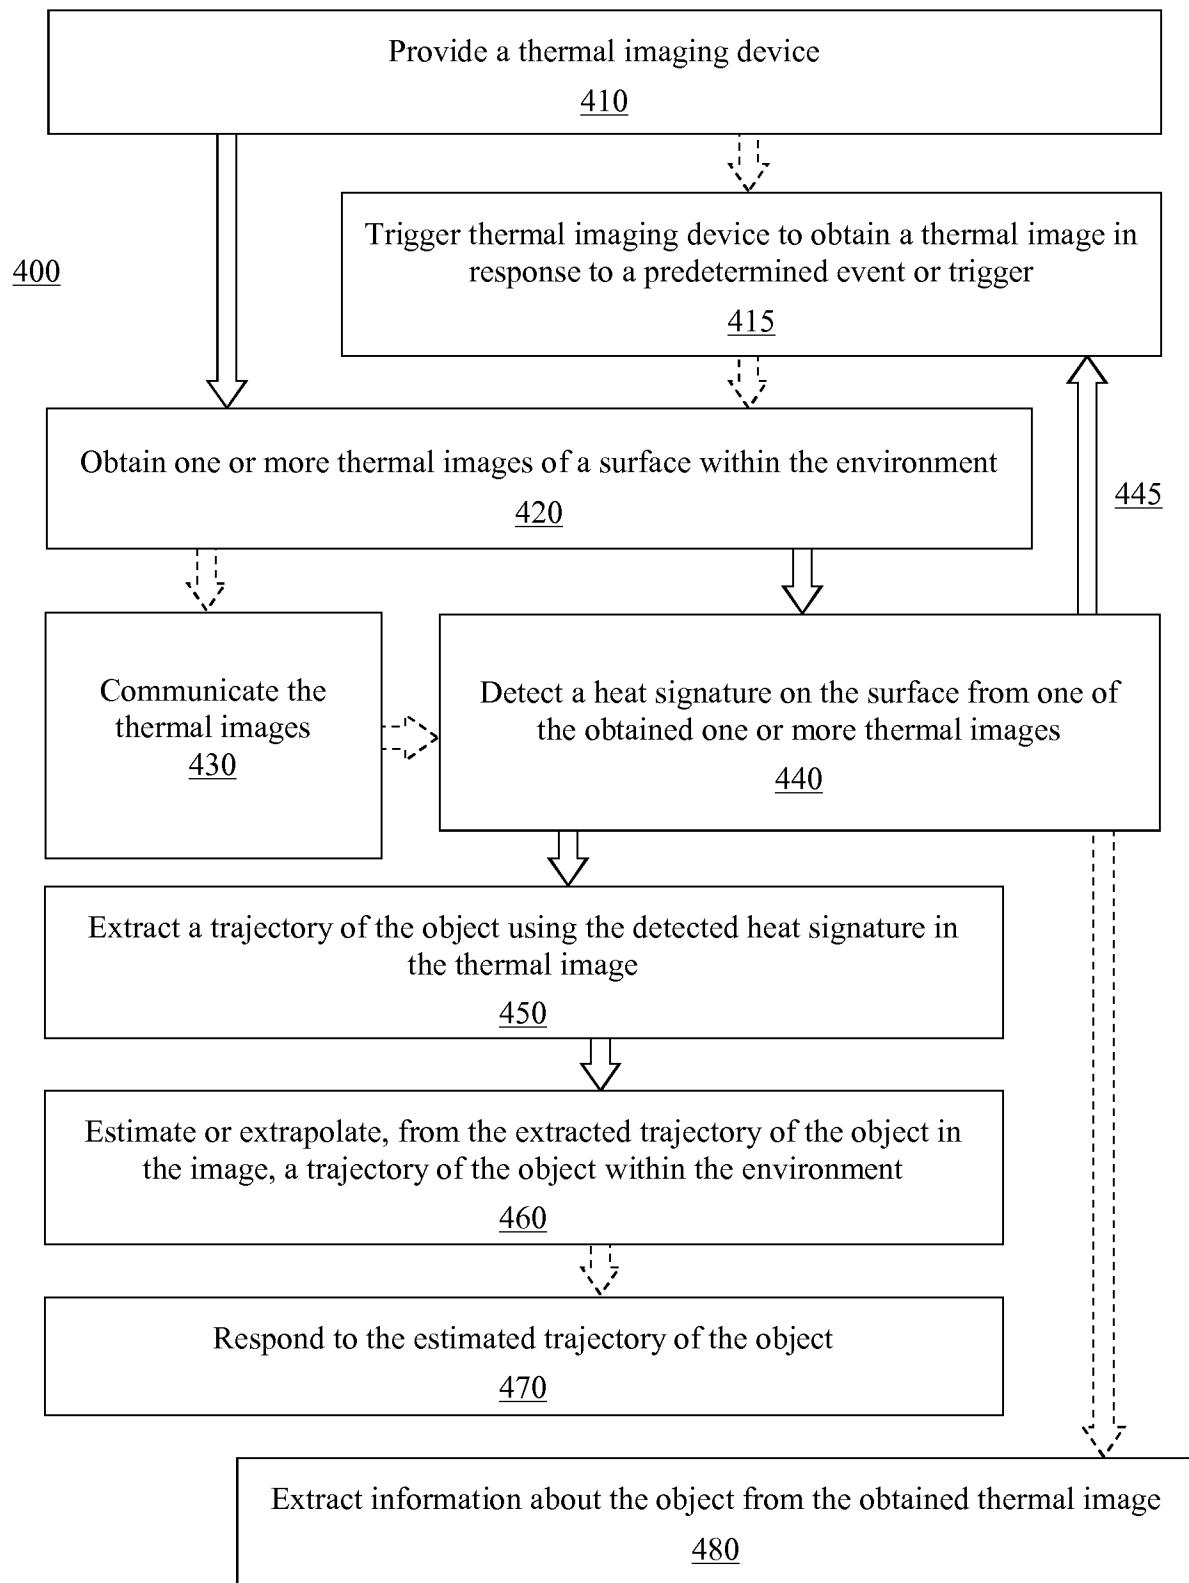 Provide a thermal imaging device
410
Trigger thermal imaging device to obtain a thermal image in
response to a predetermined event or trigger
415
400
Obtain one or more thermal images of a surface within the environment
420
445
Communicate the
thermal images
430
Detect a heat signature on the surface from one of
the obtained one or more thermal images
440
Extract a trajectory of the object using the detected heat signature in
the thermal image
450
Estimate or extrapolate, from the extracted trajectory of the object in
the image, a trajectory of the object within the environment
460
Respond to the estimated trajectory of the object
470
Extract information about the object from the obtained thermal image
480